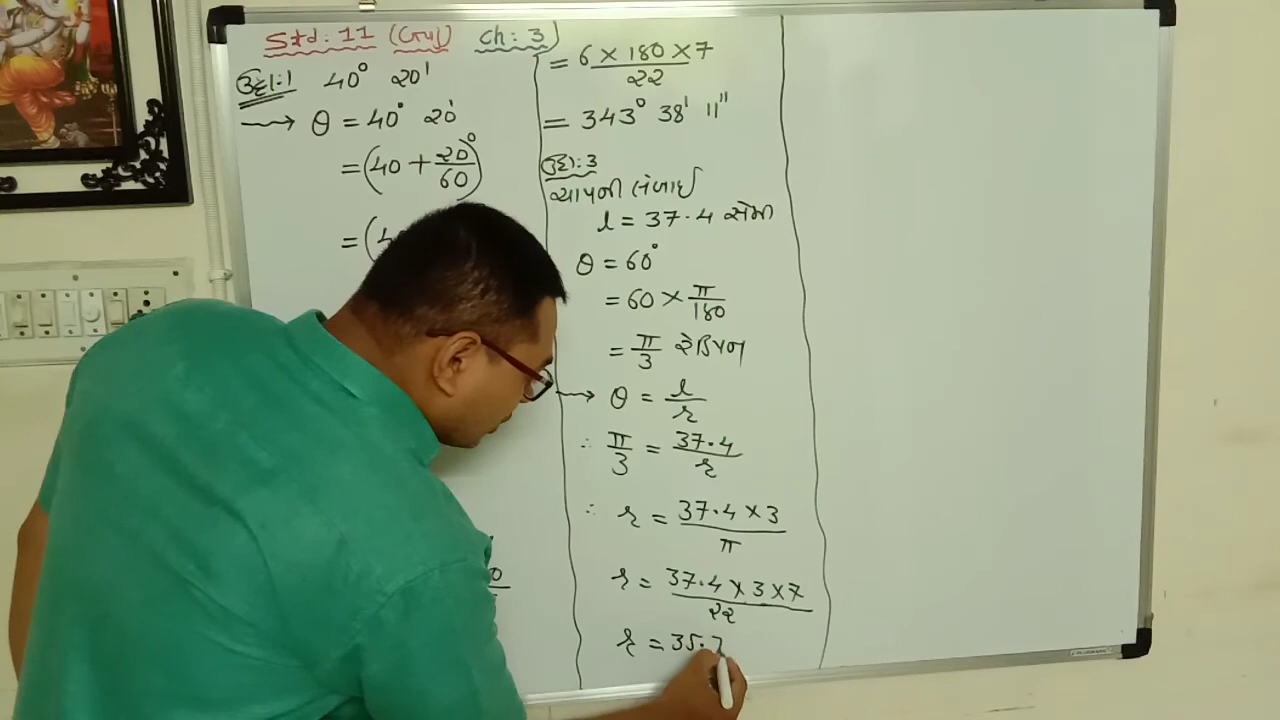 Std: 11 (ગણિત) Ch: 3
ઉદા:1 40° 20'
→ θ = 40° 20'
= (40 + 20/60)°
= (4
= 6 × 180 × 7 / 22
= 343° 38' 11"
ઉદા:3
ચાપની લંબાઈ
l = 37.4 સેમી
θ = 60°
= 60 × π/180
= π/3 રેડિયન
→ θ = l/r
∴ π/3 = 37.4/r
∴ r = 37.4 × 3 / π
r = 37.4 × 3 × 7 / 22
r = 35.7